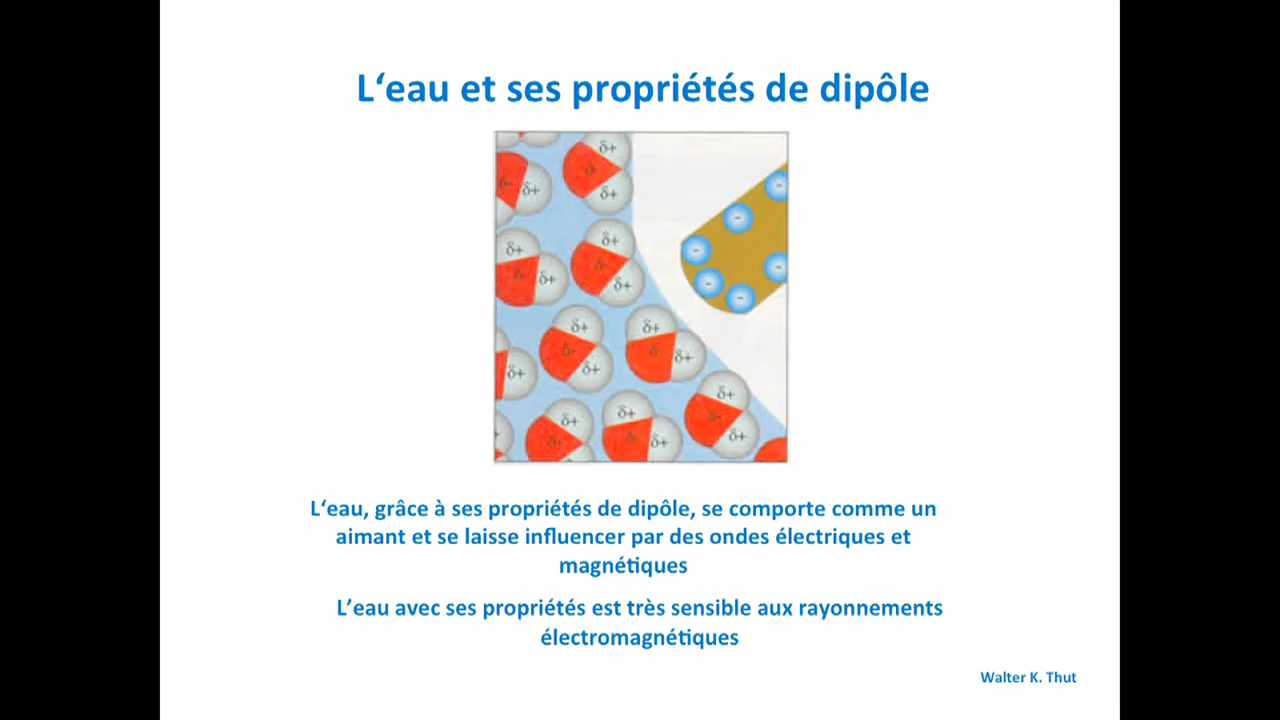 L‘eau et ses propriétés de dipôle
δ+
δ+
δ-
δ-
δ+
δ+
δ+
δ+
δ-
δ+
δ-
δ+
δ+
δ+
δ-
δ-
δ+
δ+
δ+
δ+
δ-
δ+
δ+
δ+
δ-
δ-
δ+
-
-
-
-
-
-
L‘eau, grâce à ses propriétés de dipôle, se comporte comme un
aimant et se laisse influencer par des ondes électriques et
magnétiques
L’eau avec ses propriétés est très sensible aux rayonnements
électromagnétiques
Walter K. Thut